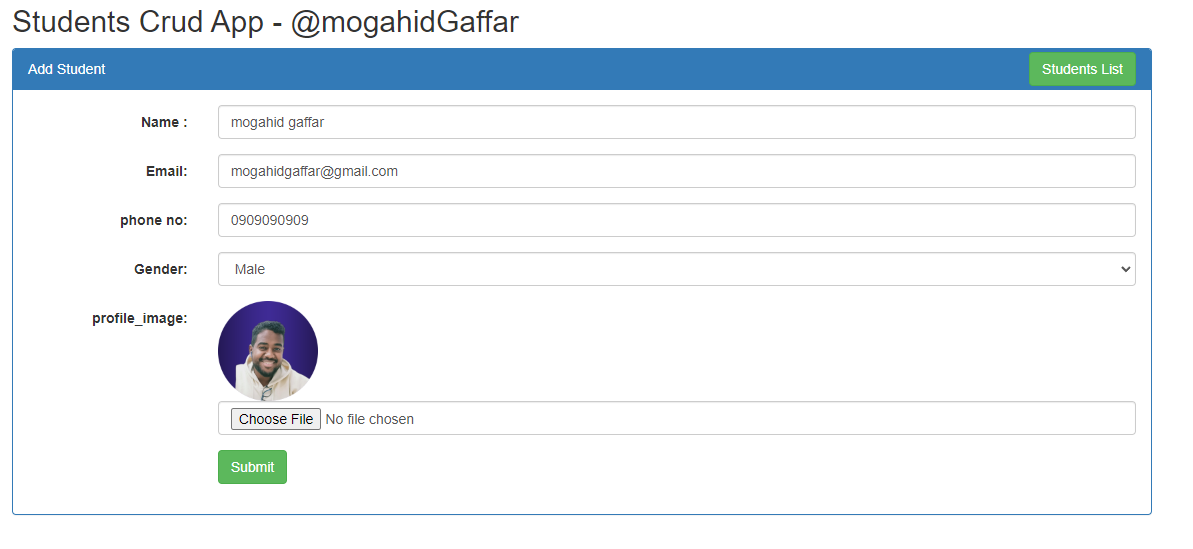 Students Crud App - @mogahidGaffar
Add Student
Students List
Name : mogahid gaffar
Email: mogahidgaffar@gmail.com
phone no: 0909090909
Gender: Male
profile_image:
Choose File No file chosen
Submit